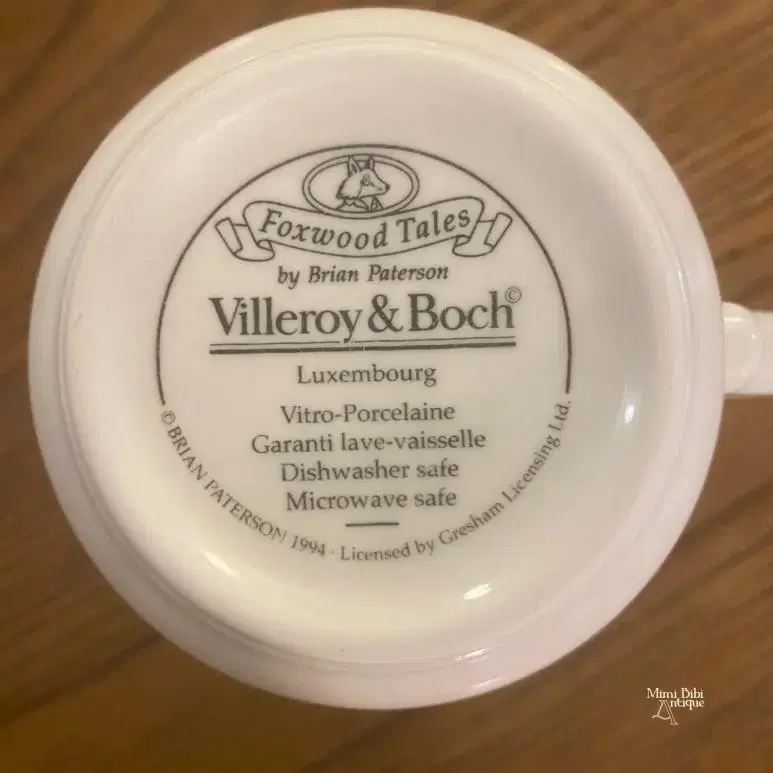 Foxwood Tales
by Brian Paterson
Villeroy & Boch©
Luxembourg
Vitro-Porcelaine
Garanti lave-vaisselle
Dishwasher safe
Microwave safe
© BRIAN PATERSON 1994 · Licensed by Gresham Licensing Ltd.
Mimi Bibi
Antique